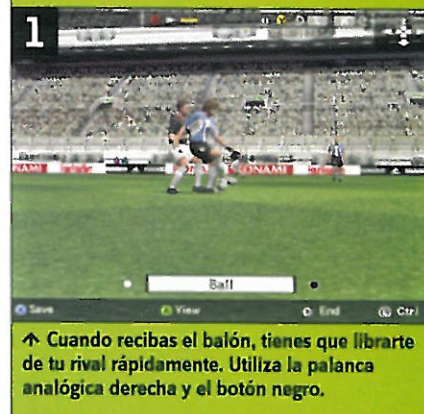 1
KONAMI
KONAMI
Ball
Save View End Ctrl
↑ Cuando recibas el balón, tienes que librarte
de tu rival rápidamente. Utiliza la palanca
analógica derecha y el botón negro.